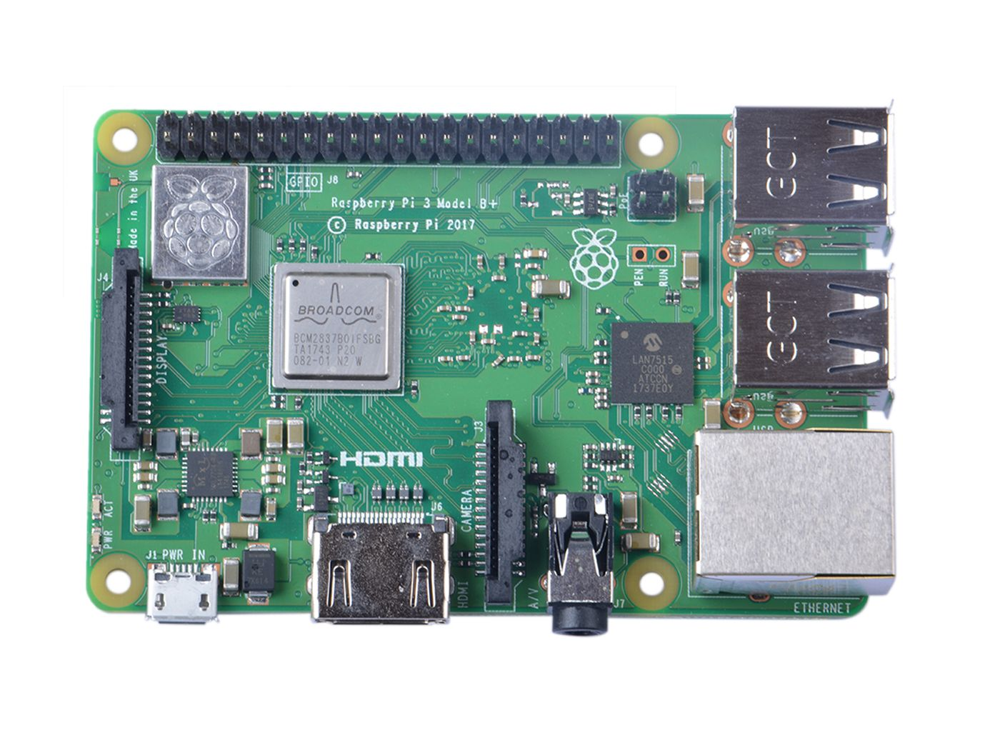 GPIO
J8
Raspberry Pi 3 Model B+
© Raspberry Pi 2017
Made in the UK
PoE
GCT
USB
PEN
RUN
J4
DISPLAY
BROADCOM®
BCM2837B0IFSBG
TA1743 P20
082-01 N2 W
LAN7515
C000
ATCCN
1737E0Y
GCT
USB
HDMI
J3
CAMERA
J6
ACT
PWR
J1 PWR IN
HDMI
A/V
J7
ETHERNET